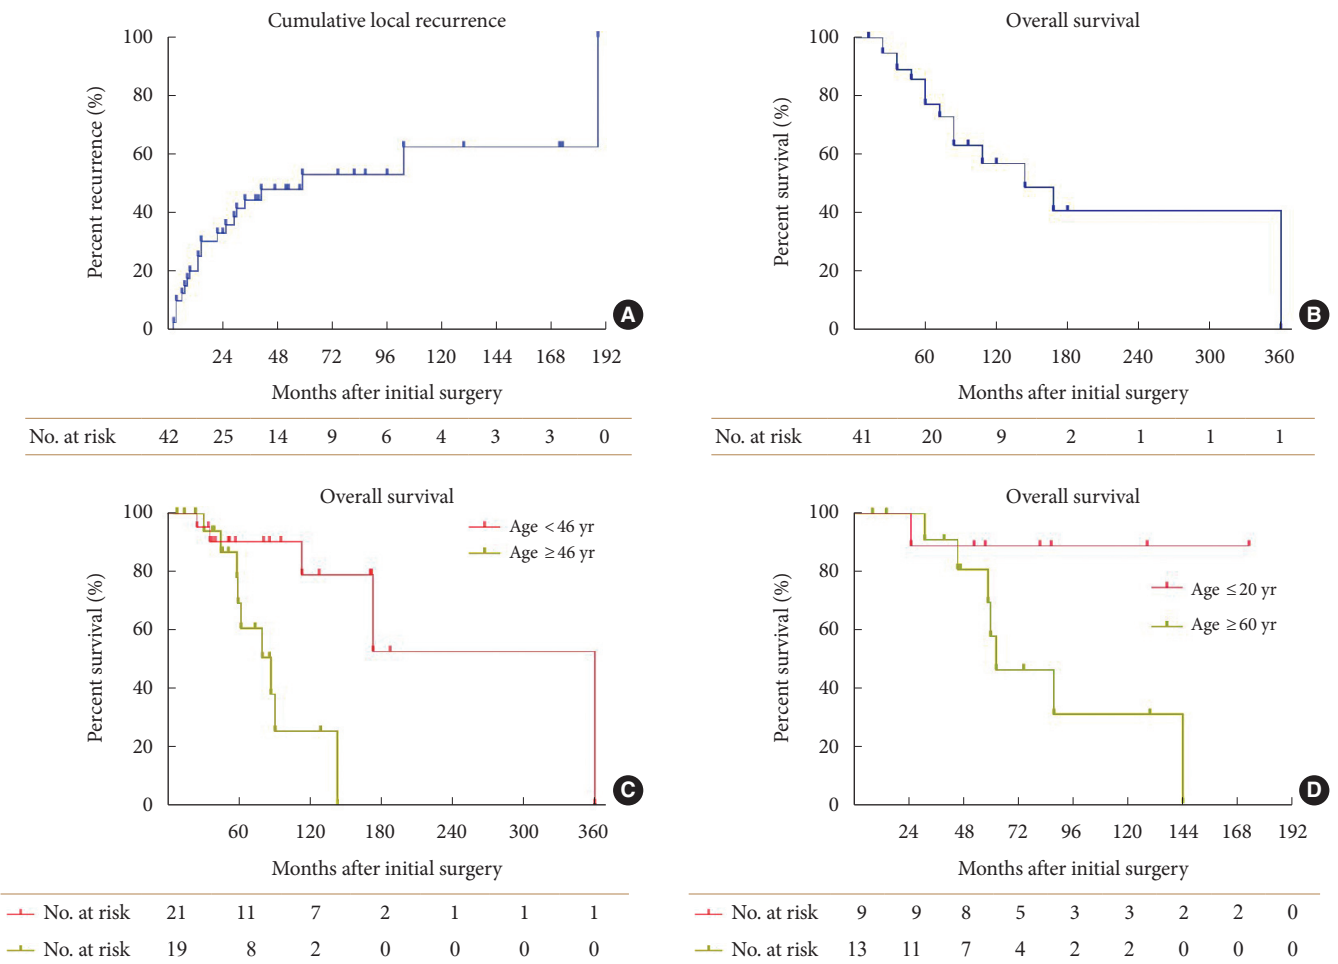 Cumulative local recurrence
100
80
60
40
20
0
Percent recurrence (%)
24 48 72 96 120 144 168 192
Months after initial surgery
A
No. at risk 42 25 14 9 6 4 3 3 0
Overall survival
100
80
60
40
20
0
Percent survival (%)
60 120 180 240 300 360
Months after initial surgery
B
No. at risk 41 20 9 2 1 1 1
Overall survival
100
80
60
40
20
0
Percent survival (%)
Age < 46 yr
Age ≥ 46 yr
60 120 180 240 300 360
Months after initial surgery
C
No. at risk 21 11 7 2 1 1 1
No. at risk 19 8 2 0 0 0 0
Overall survival
100
80
60
40
20
0
Percent survival (%)
Age ≤ 20 yr
Age ≥ 60 yr
24 48 72 96 120 144 168 192
Months after initial surgery
D
No. at risk 9 9 8 5 3 3 2 2 0
No. at risk 13 11 7 4 2 2 0 0 0